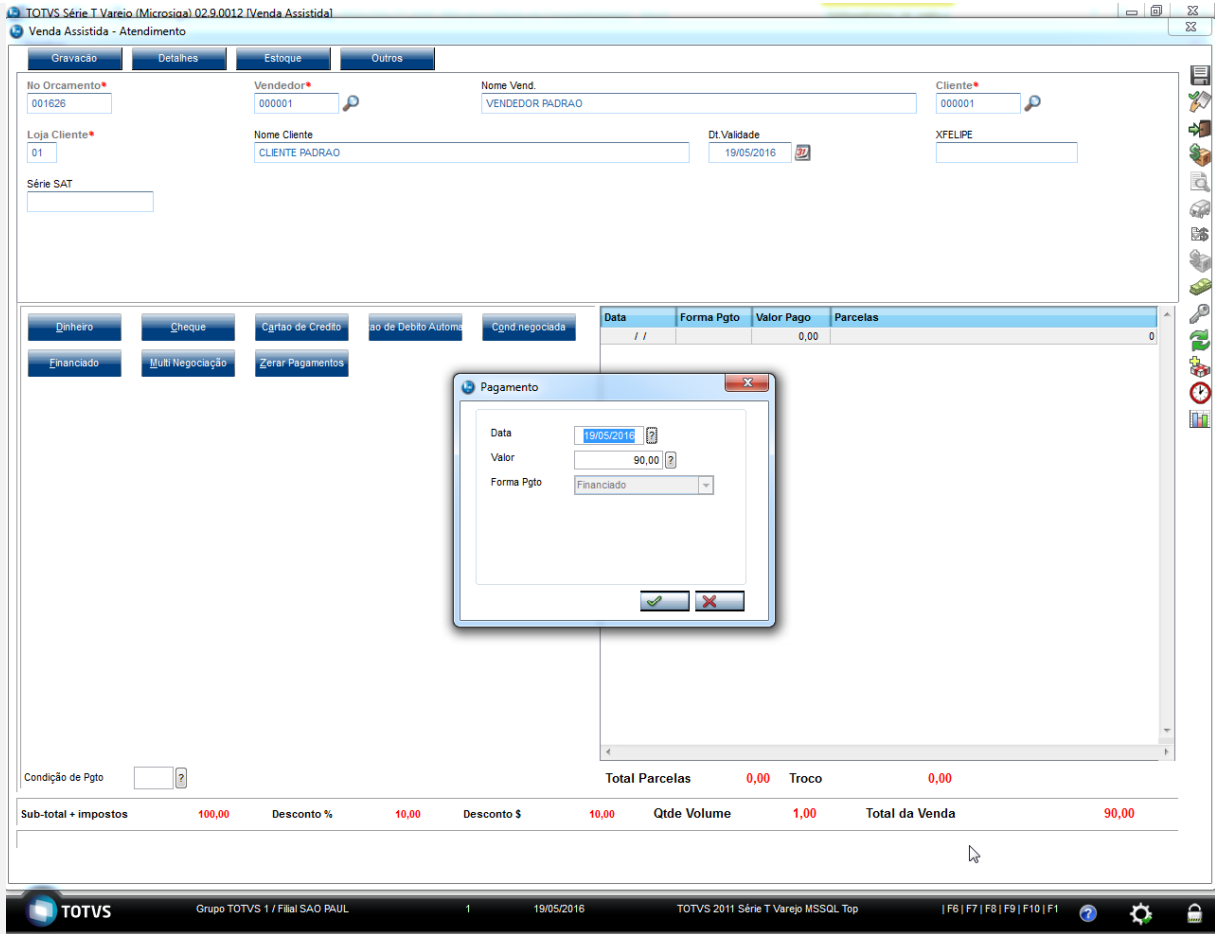 TOTVS Série T Varejo (Microsiga) 02.9.0012 [Venda Assistida]
Venda Assistida - Atendimento
Gravacão Detalhes Estoque Outros
No Orcamento* Vendedor* Nome Vend. Cliente*
001626 000001 VENDEDOR PADRAO 000001
Loja Cliente* Nome Cliente Dt.Validade XFELIPE
01 CLIENTE PADRAO 19/05/2016
Série SAT
Dinheiro Cheque Cartao de Credito ao de Debito Automa Cond.negociada
Financiado Multi Negociação Zerar Pagamentos
Data Forma Pgto Valor Pago Parcelas
/ / 0,00 0
Pagamento
Data 19/05/2016 ?
Valor 90,00 ?
Forma Pgto Financiado
Condição de Pgto ?
Total Parcelas 0,00 Troco 0,00
Sub-total + impostos 100,00 Desconto % 10,00 Desconto $ 10,00 Qtde Volume 1,00 Total da Venda 90,00
TOTVS Grupo TOTVS 1 / Filial SAO PAUL 1 19/05/2016 TOTVS 2011 Série T Varejo MSSQL Top | F6 | F7 | F8 | F9 | F10 | F1 ?